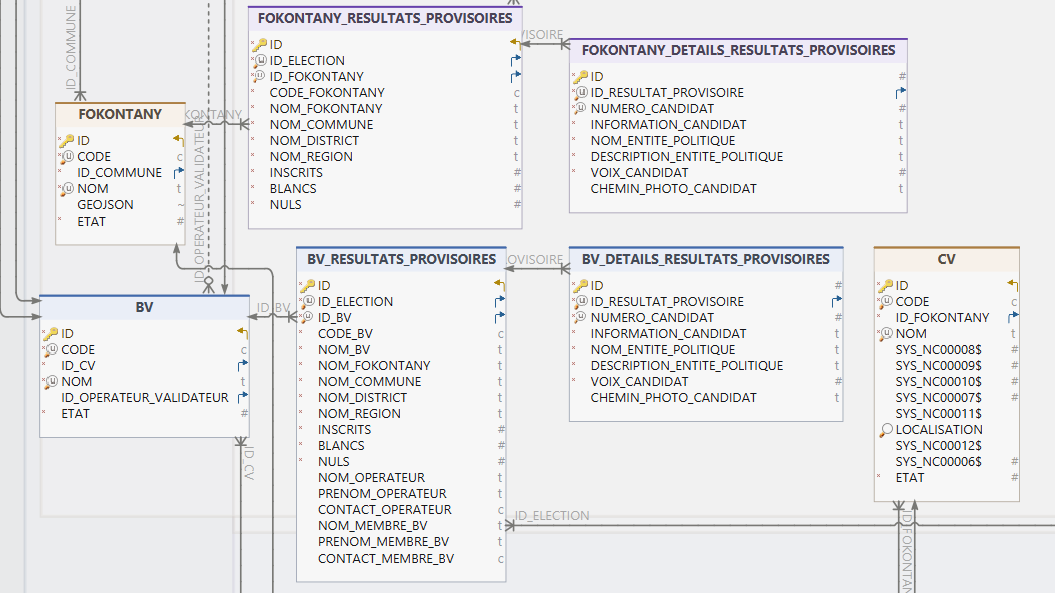 ID_COMMUNE
FOKONTANY
ID
CODE
c
ID_COMMUNE
NOM
t
GEOJSON
~
ETAT
#
ID_OPERATEUR_VALIDATEUR
KONTANY
FOKONTANY_RESULTATS_PROVISOIRES
ID
ID_ELECTION
ID_FOKONTANY
CODE_FOKONTANY
c
NOM_FOKONTANY
t
NOM_COMMUNE
t
NOM_DISTRICT
t
NOM_REGION
t
INSCRITS
#
BLANCS
#
NULS
#
VISOIRE
FOKONTANY_DETAILS_RESULTATS_PROVISOIRES
ID
#
ID_RESULTAT_PROVISOIRE
NUMERO_CANDIDAT
#
INFORMATION_CANDIDAT
t
NOM_ENTITE_POLITIQUE
t
DESCRIPTION_ENTITE_POLITIQUE
t
VOIX_CANDIDAT
#
CHEMIN_PHOTO_CANDIDAT
t
BV
ID
CODE
c
ID_CV
NOM
t
ID_OPERATEUR_VALIDATEUR
ETAT
#
ID_CV
ID_BV
BV_RESULTATS_PROVISOIRES
ID
ID_ELECTION
ID_BV
CODE_BV
c
NOM_BV
t
NOM_FOKONTANY
t
NOM_COMMUNE
t
NOM_DISTRICT
t
NOM_REGION
t
INSCRITS
#
BLANCS
#
NULS
#
NOM_OPERATEUR
t
PRENOM_OPERATEUR
t
CONTACT_OPERATEUR
c
NOM_MEMBRE_BV
t
PRENOM_MEMBRE_BV
t
CONTACT_MEMBRE_BV
c
OVISOIRE
BV_DETAILS_RESULTATS_PROVISOIRES
ID
#
ID_RESULTAT_PROVISOIRE
NUMERO_CANDIDAT
#
INFORMATION_CANDIDAT
t
NOM_ENTITE_POLITIQUE
t
DESCRIPTION_ENTITE_POLITIQUE
t
VOIX_CANDIDAT
#
CHEMIN_PHOTO_CANDIDAT
t
ID_ELECTION
CV
ID
CODE
c
ID_FOKONTANY
NOM
t
SYS_NC00008$
#
SYS_NC00009$
#
SYS_NC00010$
#
SYS_NC00007$
#
SYS_NC00011$
LOCALISATION
SYS_NC00012$
SYS_NC00006$
#
ETAT
#
ID_FOKONTAN